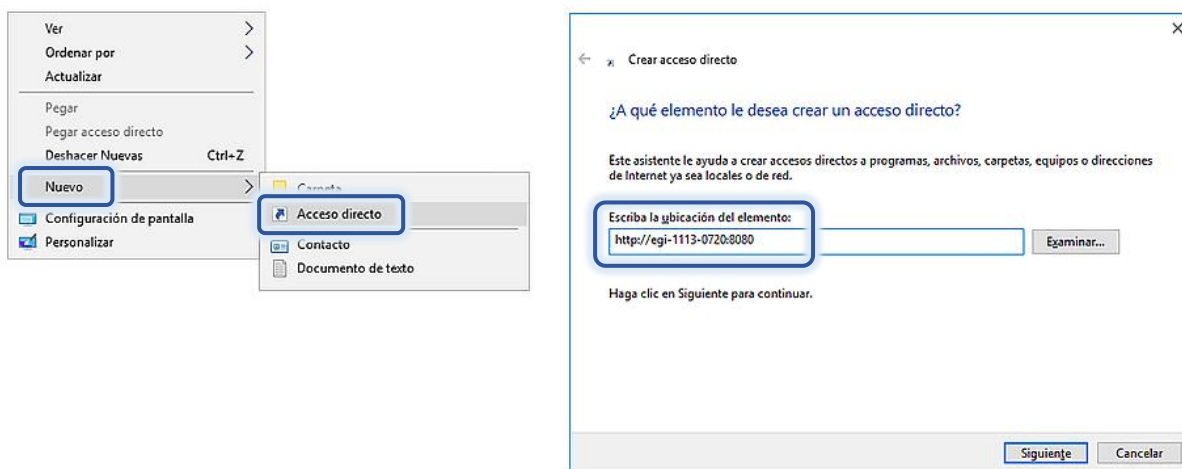 Ver
Ordenar por
Actualizar
Pegar
Pegar acceso directo
Deshacer Nuevas Ctrl+Z
Nuevo
Configuración de pantalla
Personalizar
Carpeta
Acceso directo
Contacto
Documento de texto
Crear acceso directo
¿A qué elemento le desea crear un acceso directo?
Este asistente le ayuda a crear accesos directos a programas, archivos, carpetas, equipos o direcciones
de Internet ya sea locales o de red.
Escriba la ubicación del elemento:
http://egi-1113-0720:8080
Examinar...
Haga clic en Siguiente para continuar.
Siguiente Cancelar